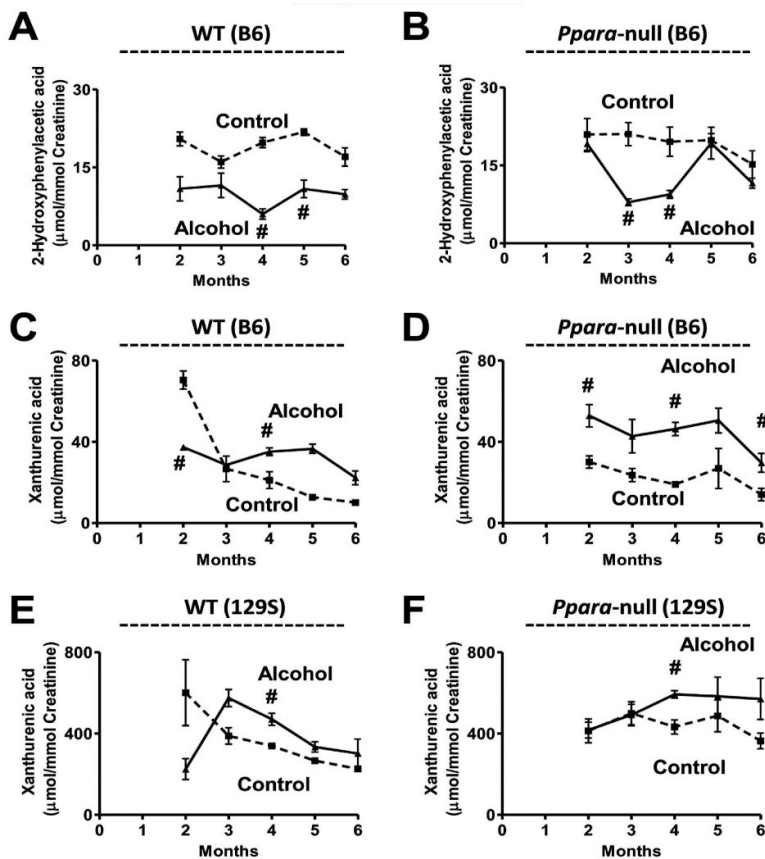 A
WT (B6)
2-Hydroxyphenylacetic acid
(μmol/mmol Creatinine)
30
15
0
Control
Alcohol
#
#
0 1 2 3 4 5 6
Months
B
Ppara-null (B6)
2-Hydroxyphenylacetic acid
(μmol/mmol Creatinine)
30
15
0
Control
# #
Alcohol
0 1 2 3 4 5 6
Months
C
WT (B6)
Xanthurenic acid
(μmol/mmol Creatinine)
80
40
0
Alcohol
#
#
Control
0 1 2 3 4 5 6
Months
D
Ppara-null (B6)
Xanthurenic acid
(μmol/mmol Creatinine)
80
40
0
Alcohol
# # #
Control
0 1 2 3 4 5 6
Months
E
WT (129S)
Xanthurenic acid
(μmol/mmol Creatinine)
800
400
0
Alcohol
#
Control
0 1 2 3 4 5 6
Months
F
Ppara-null (129S)
Xanthurenic acid
(μmol/mmol Creatinine)
800
400
0
Alcohol
#
Control
0 1 2 3 4 5 6
Months